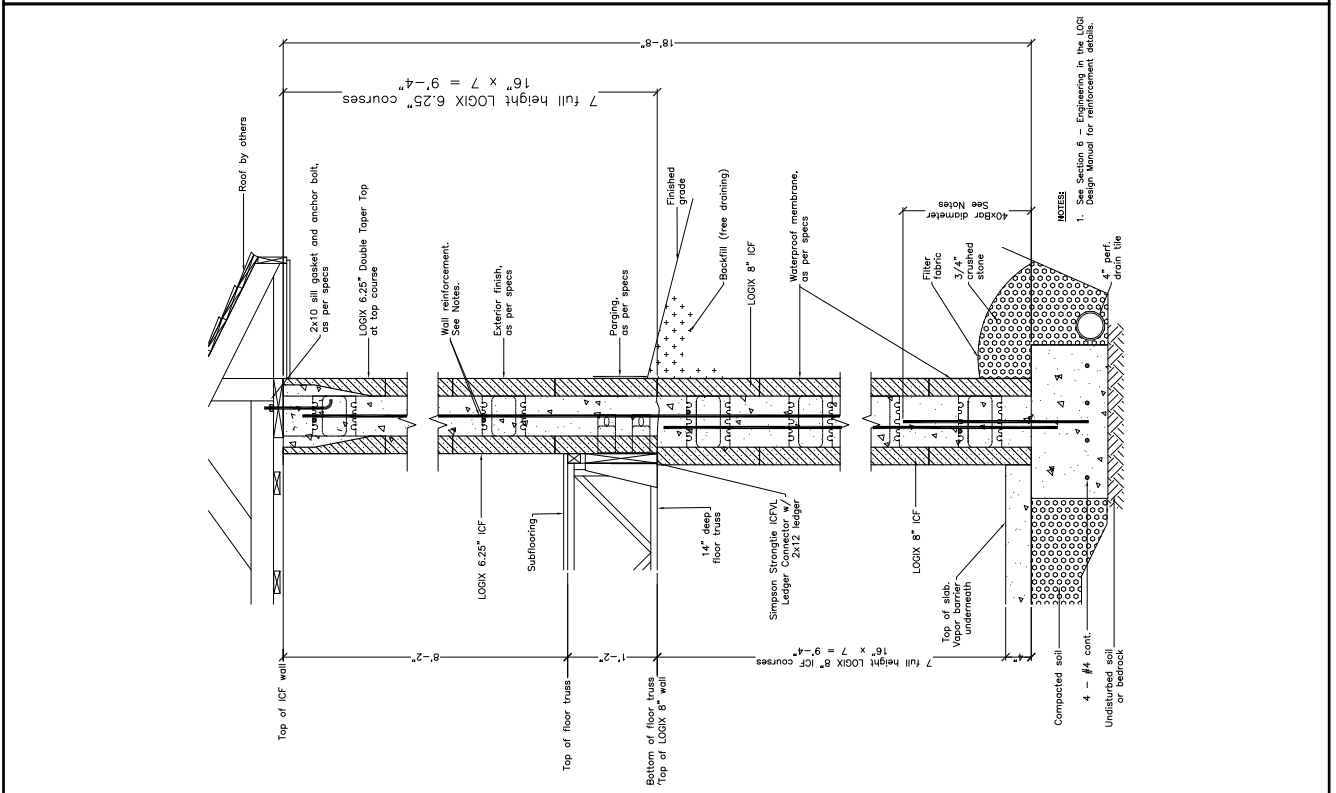 18'-8"
7 full height LOGIX 6.25" courses
16" x 7 = 9'-4"
Roof by others
2x10 sill gasket and anchor bolt,
as per specs
LOGIX 6.25" Double Taper Top
at top course
Wall reinforcement.
See Notes.
Exterior finish,
as per specs
Parging,
as per specs
Finished
grade
Backfill (free draining)
LOGIX 8" ICF
Waterproof membrane,
as per specs
40xBar diameter
See Notes
Filter
fabric
3/4"
crushed
stone
4" perf.
drain tile
NOTES:
1. See Section 6 - Engineering in the LOGI
Design Manual for reinforcement details.
LOGIX 6.25" ICF
Subflooring
14" deep
floor truss
Simpson Strongtie ICFVL
Ledger Connector w/
2x12 ledger
LOGIX 8" ICF
Top of slab.
Vapor barrier
underneath
Top of ICF wall
8'-2"
Top of floor truss
1'-2"
Bottom of floor truss
Top of LOGIX 8" wall
7 full height LOGIX 8" ICF courses
16" x 7 = 9'-4"
4"
Compacted soil
4 - #4 cont.
Undisturbed soil
or bedrock